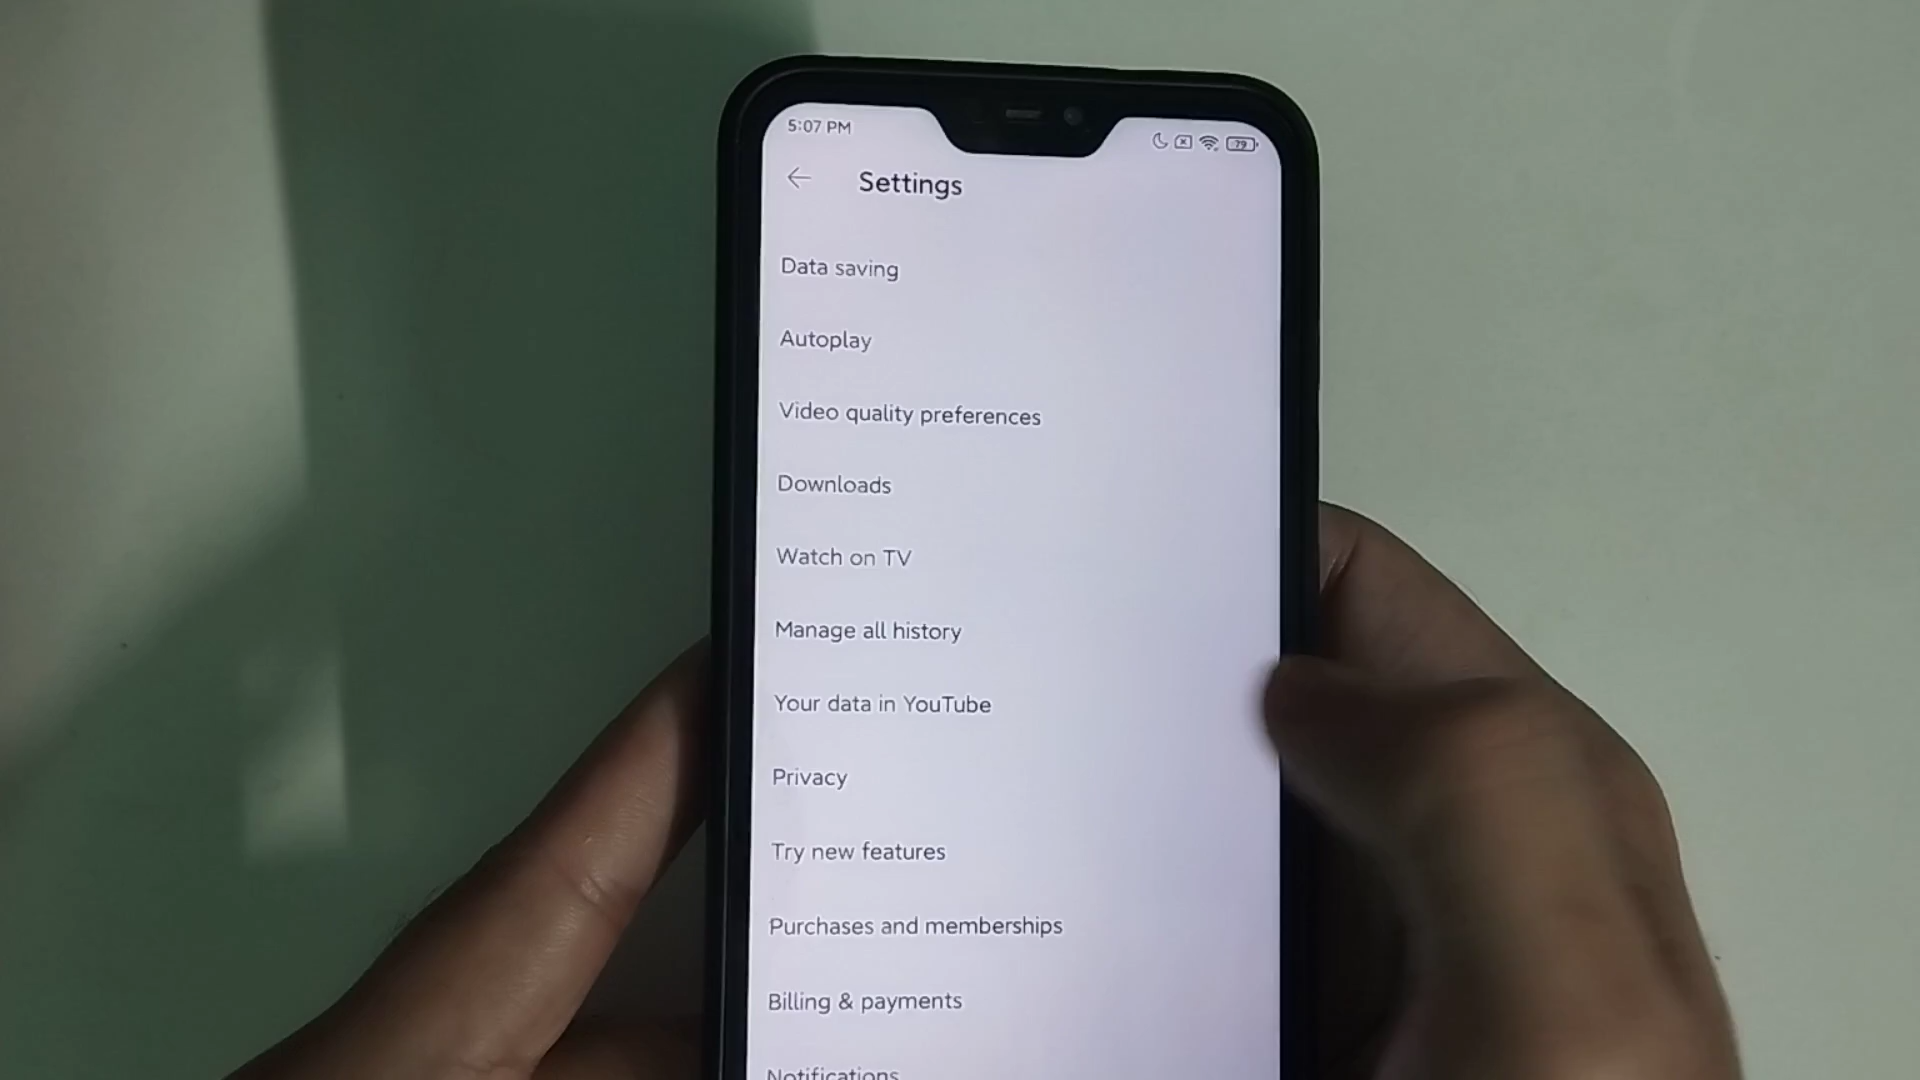 5:07 PM
79
Settings
Data saving
Autoplay
Video quality preferences
Downloads
Watch on TV
Manage all history
Your data in YouTube
Privacy
Try new features
Purchases and memberships
Billing & payments
Notifications